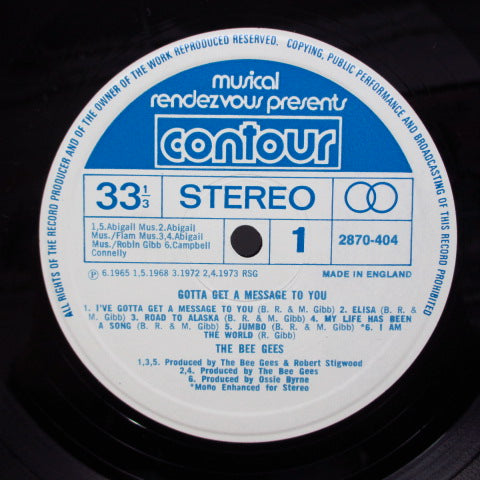 ALL RIGHTS OF THE RECORD PRODUCER AND OF THE OWNER OF THE WORK REPRODUCED RESERVED. COPYING, PUBLIC PERFORMANCE AND BROADCASTING OF THIS RECORD PROHIBITED
musical
rendezvous presents
contour
33 1/3 STEREO
1,5.Abigail Mus.2.Abigail
Mus./Flam Mus.3,4.Abigail
Mus./Robin Gibb 6.Campbell
Connelly
1
2870-404
Ⓟ 6.1965 1,5.1968 3.1972 2,4.1973 RSG
MADE IN ENGLAND
GOTTA GET A MESSAGE TO YOU
1. I'VE GOTTA GET A MESSAGE TO YOU (B. R. & M. Gibb) 2. ELISA (B. R. &
M. Gibb) 3. ROAD TO ALASKA (B. R. & M. Gibb) 4. MY LIFE HAS BEEN
A SONG (B. R. & M. Gibb) 5. JUMBO (B. R. & M. Gibb) *6. I AM
THE WORLD (R. Gibb)
THE BEE GEES
1,3,5. Produced by The Bee Gees & Robert Stigwood
2,4. Produced by The Bee Gees
6. Produced by Ossie Byrne
*Mono Enhanced for Stereo